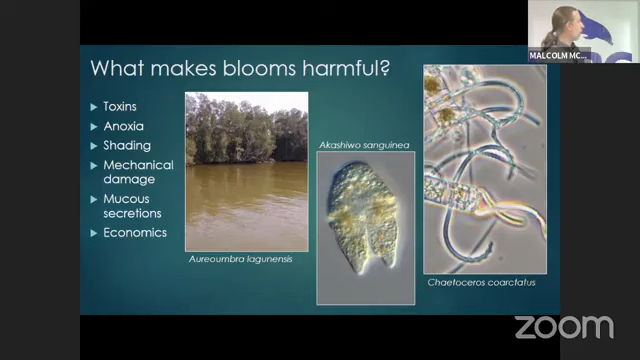 MALCOLM MC...
What makes blooms harmful?
Toxins
Anoxia
Shading
Mechanical
damage
Mucous
secretions
Economics
Aureoumbra lagunensis
Akashiwo sanguinea
Chaetoceros coarctatus
zoom